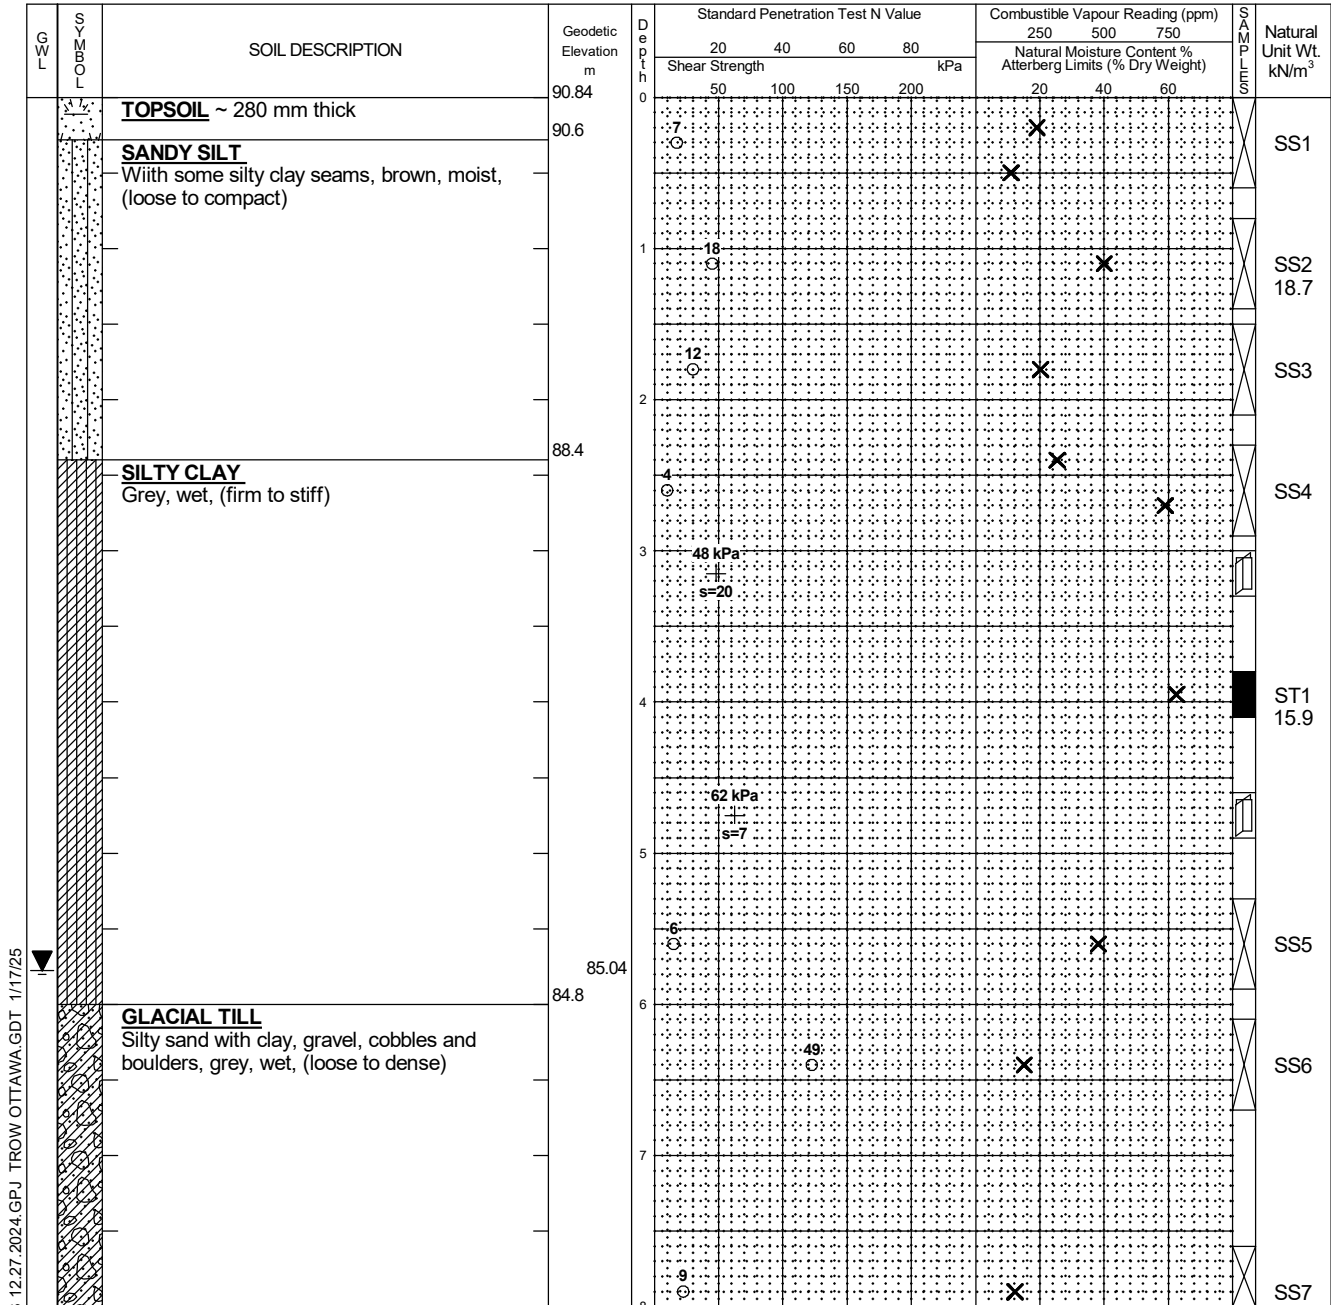 GWL
SYMBOL
SOIL DESCRIPTION
Geodetic
Elevation
m
Depth
Standard Penetration Test N Value
20 40 60 80
Shear Strength kPa
50 100 150 200
Combustible Vapour Reading (ppm)
250 500 750
Natural Moisture Content %
Atterberg Limits (% Dry Weight)
20 40 60
SAMPLES
Natural
Unit Wt.
kN/m³
90.84
0
TOPSOIL ~ 280 mm thick
90.6
7
SS1
SANDY SILT
Wiith some silty clay seams, brown, moist,
(loose to compact)
1
18
SS2
18.7
12
SS3
2
88.4
SILTY CLAY
Grey, wet, (firm to stiff)
4
SS4
3
48 kPa
s=20
4
ST1
15.9
62 kPa
s=7
5
6
SS5
85.04
84.8
6
GLACIAL TILL
Silty sand with clay, gravel, cobbles and
boulders, grey, wet, (loose to dense)
49
SS6
7
9
SS7
8
12.27.2024.GPJ TROW OTTAWA.GDT 1/17/25